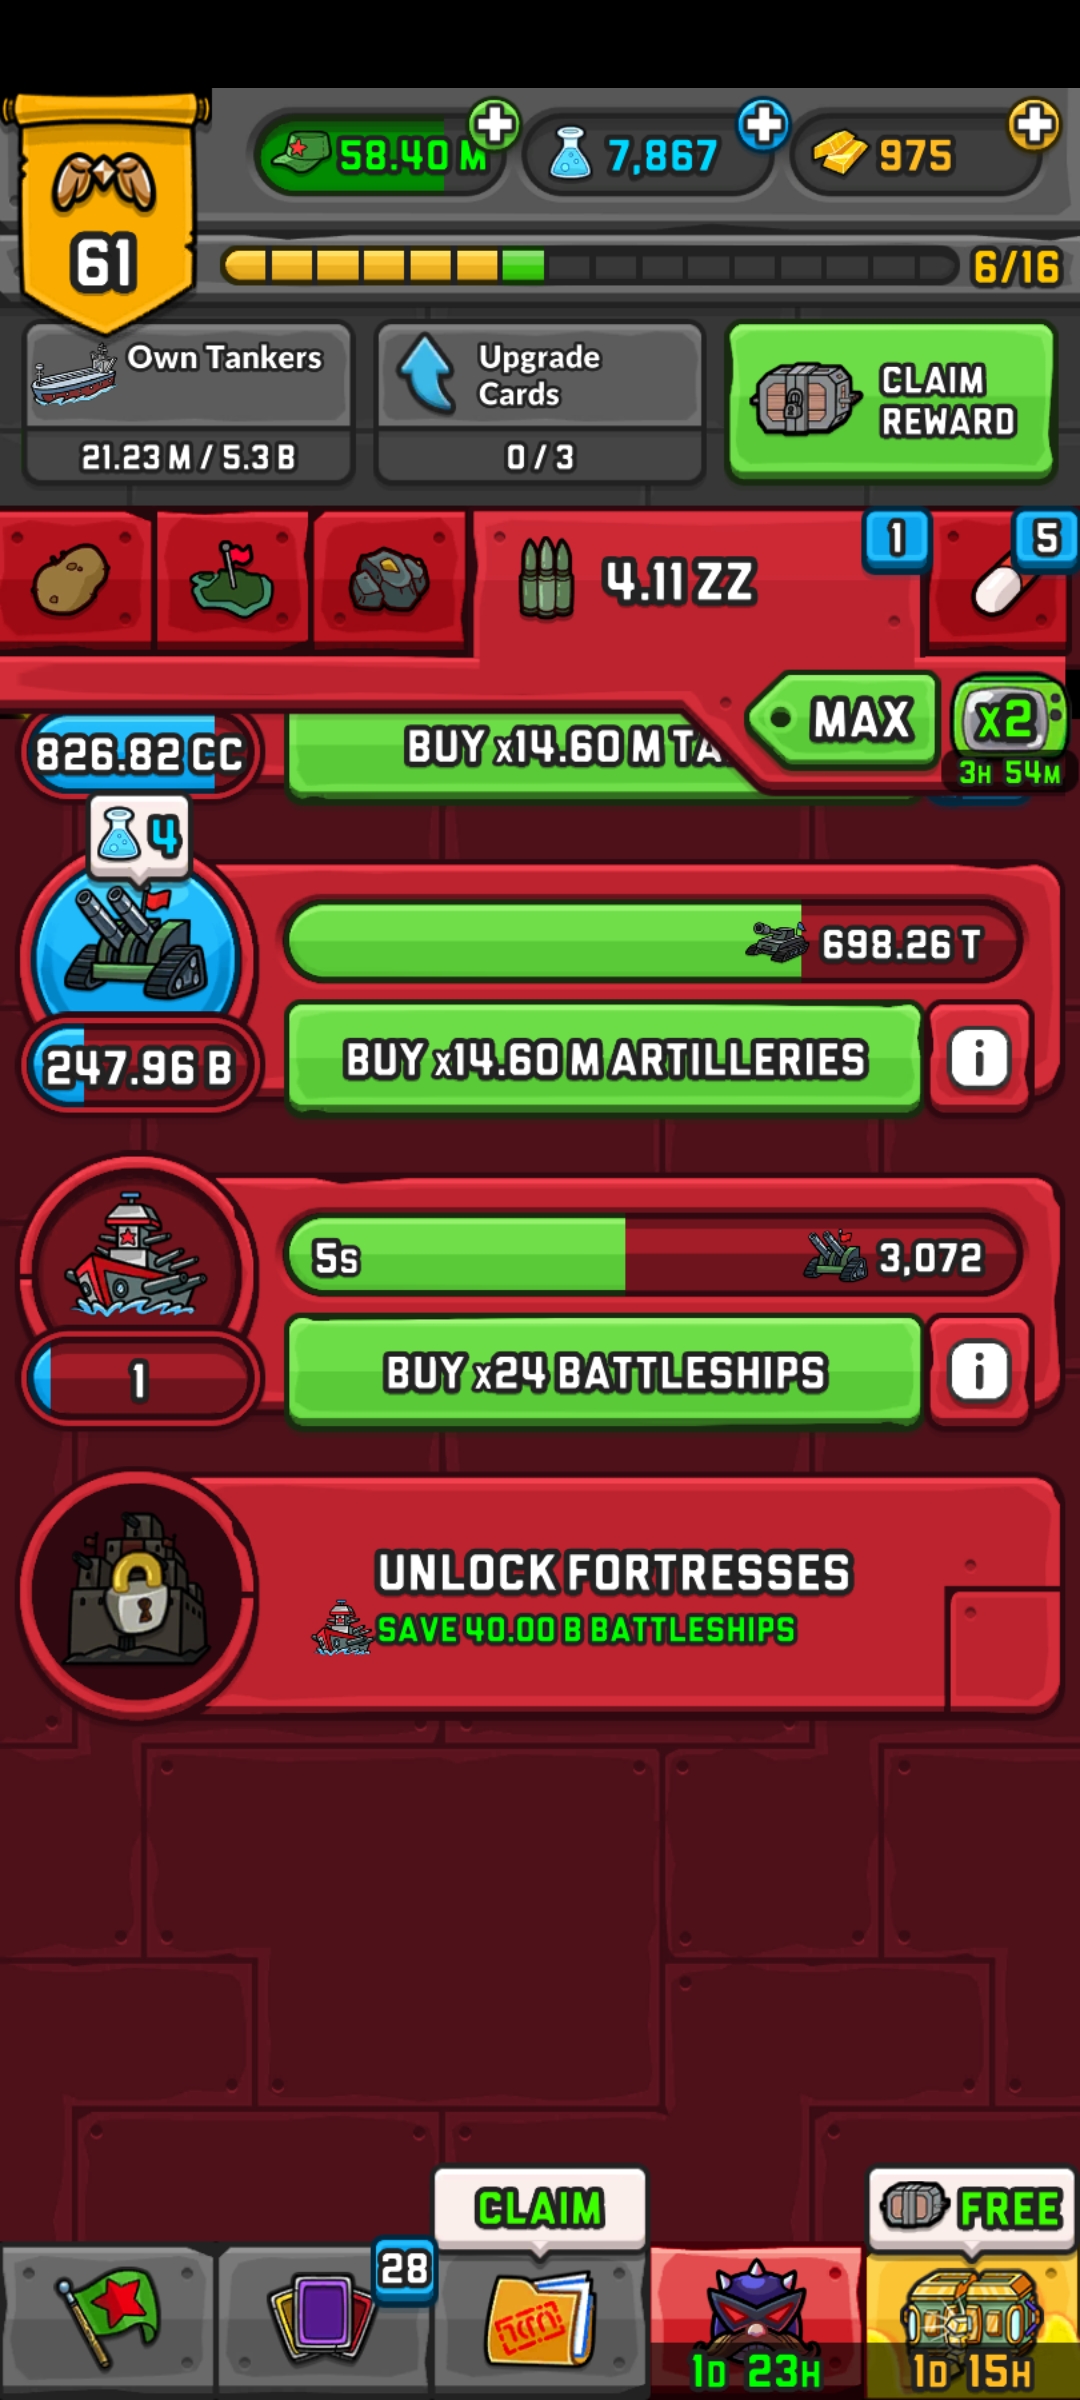 58.40 M
7,867
975
61
6/16
Own Tankers
21.23 M / 5.3 B
Upgrade
Cards
0 / 3
CLAIM
REWARD
4.11 ZZ
1
5
MAX
x2
3H 54M
826.82 CC
BUY x14.60 M TA
4
698.26 T
247.96 B
BUY x14.60 M ARTILLERIES
i
5s
3,072
1
BUY x24 BATTLESHIPS
i
UNLOCK FORTRESSES
SAVE 40.00 B BATTLESHIPS
CLAIM
FREE
28
1D 23H
1D 15H